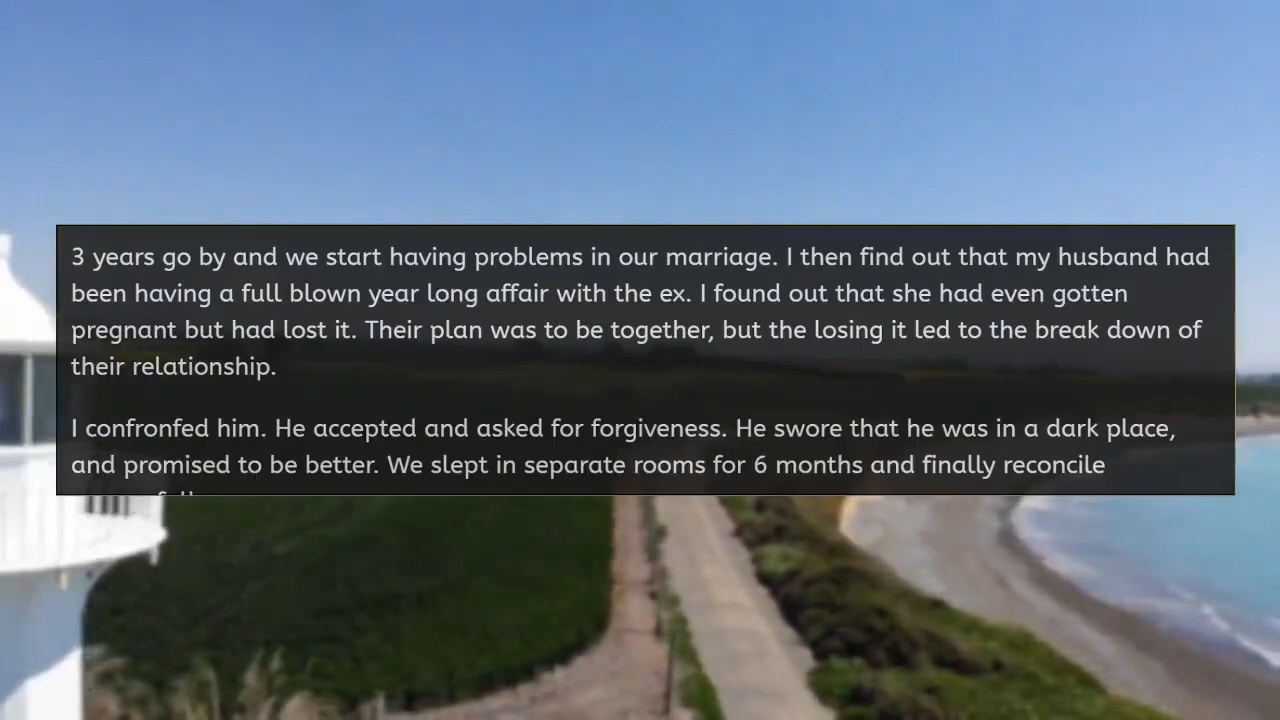 3 years go by and we start having problems in our marriage. I then find out that my husband had
been having a full blown year long affair with the ex. I found out that she had even gotten
pregnant but had lost it. Their plan was to be together, but the losing it led to the break down of
their relationship.
I confronfed him. He accepted and asked for forgiveness. He swore that he was in a dark place,
and promised to be better. We slept in separate rooms for 6 months and finally reconcile